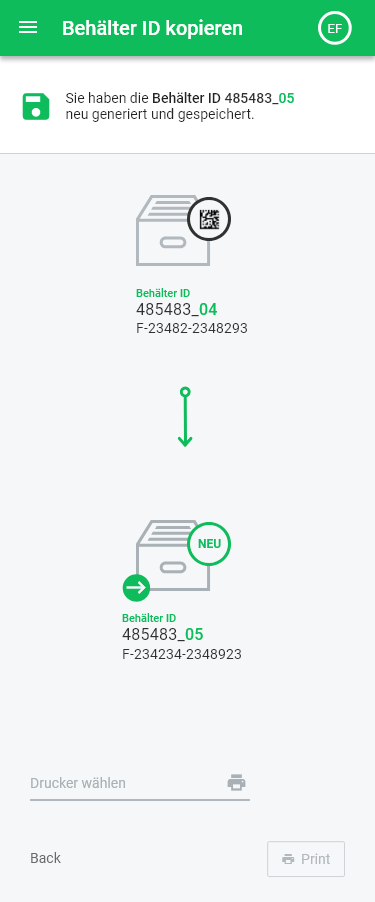 Behälter ID kopieren
EF
Sie haben die Behälter ID 485483_05
neu generiert und gespeichert.
Behälter ID
485483_04
F-23482-2348293
NEU
Behälter ID
485483_05
F-234234-2348923
Drucker wählen
Back
Print